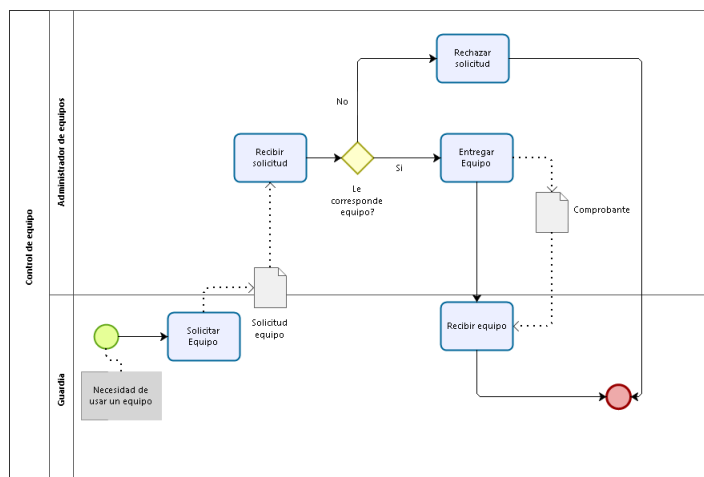 Control de equipo
Administrador de equipos
Guardia
Rechazar
solicitud
No
Recibir
solicitud
Entregar
Equipo
Si
Le
corresponde
equipo?
Comprobante
Solicitar
Equipo
Solicitud
equipo
Recibir equipo
Necesidad de
usar un equipo